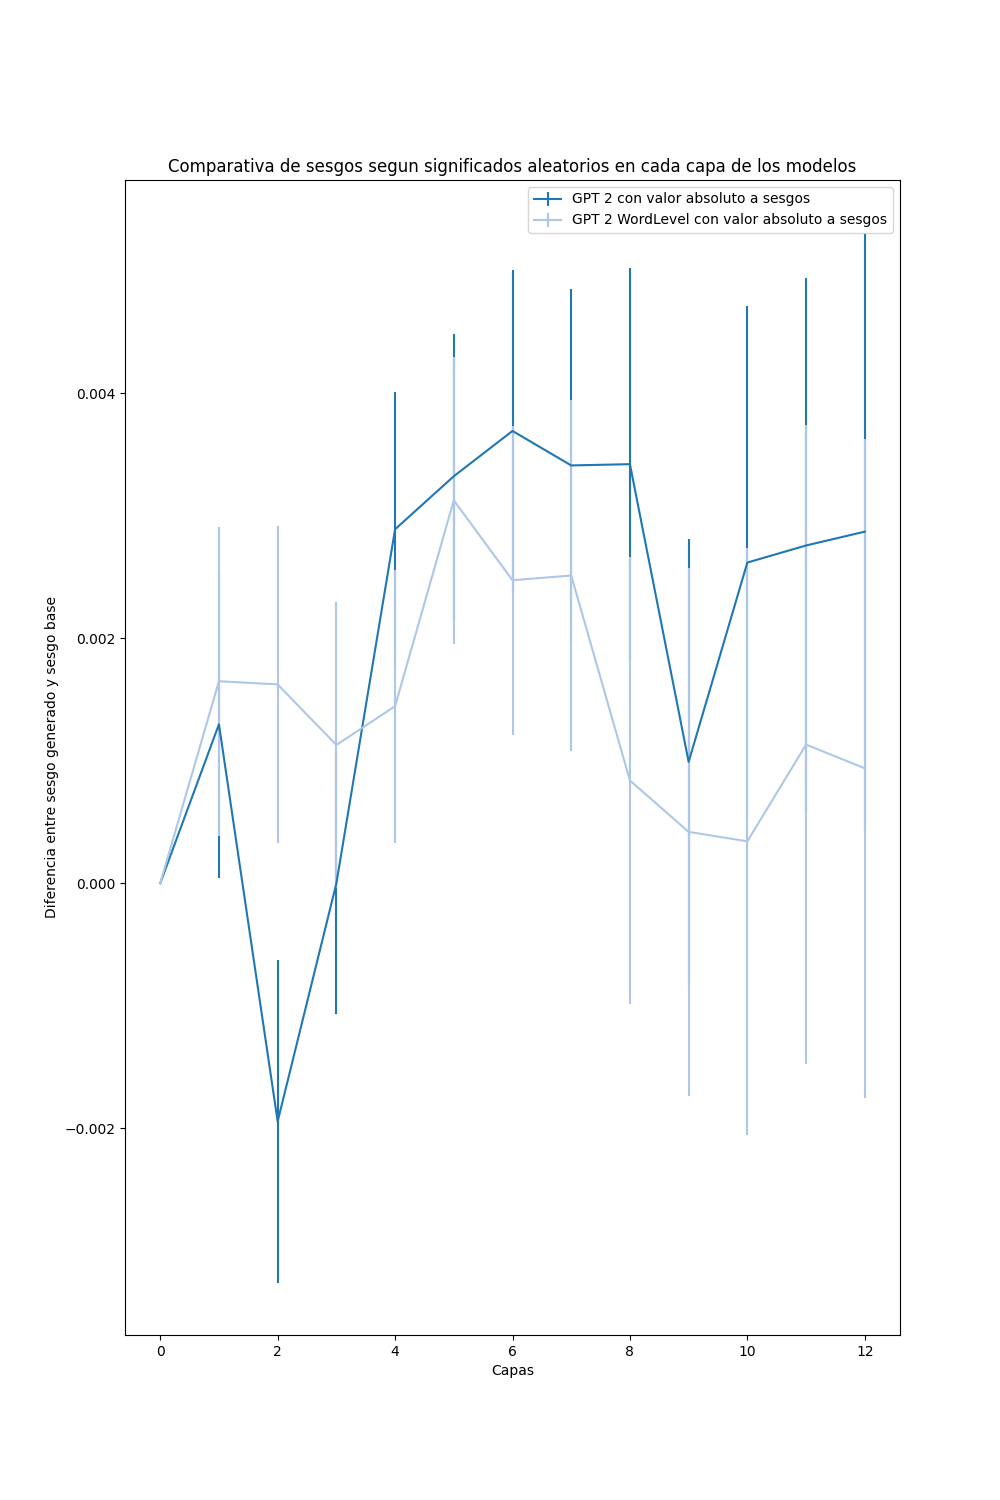 Comparativa de sesgos segun significados aleatorios en cada capa de los modelos
GPT 2 con valor absoluto a sesgos
GPT 2 WordLevel con valor absoluto a sesgos
Diferencia entre sesgo generado y sesgo base
0.004
0.002
0.000
−0.002
0 2 4 6 8 10 12
Capas